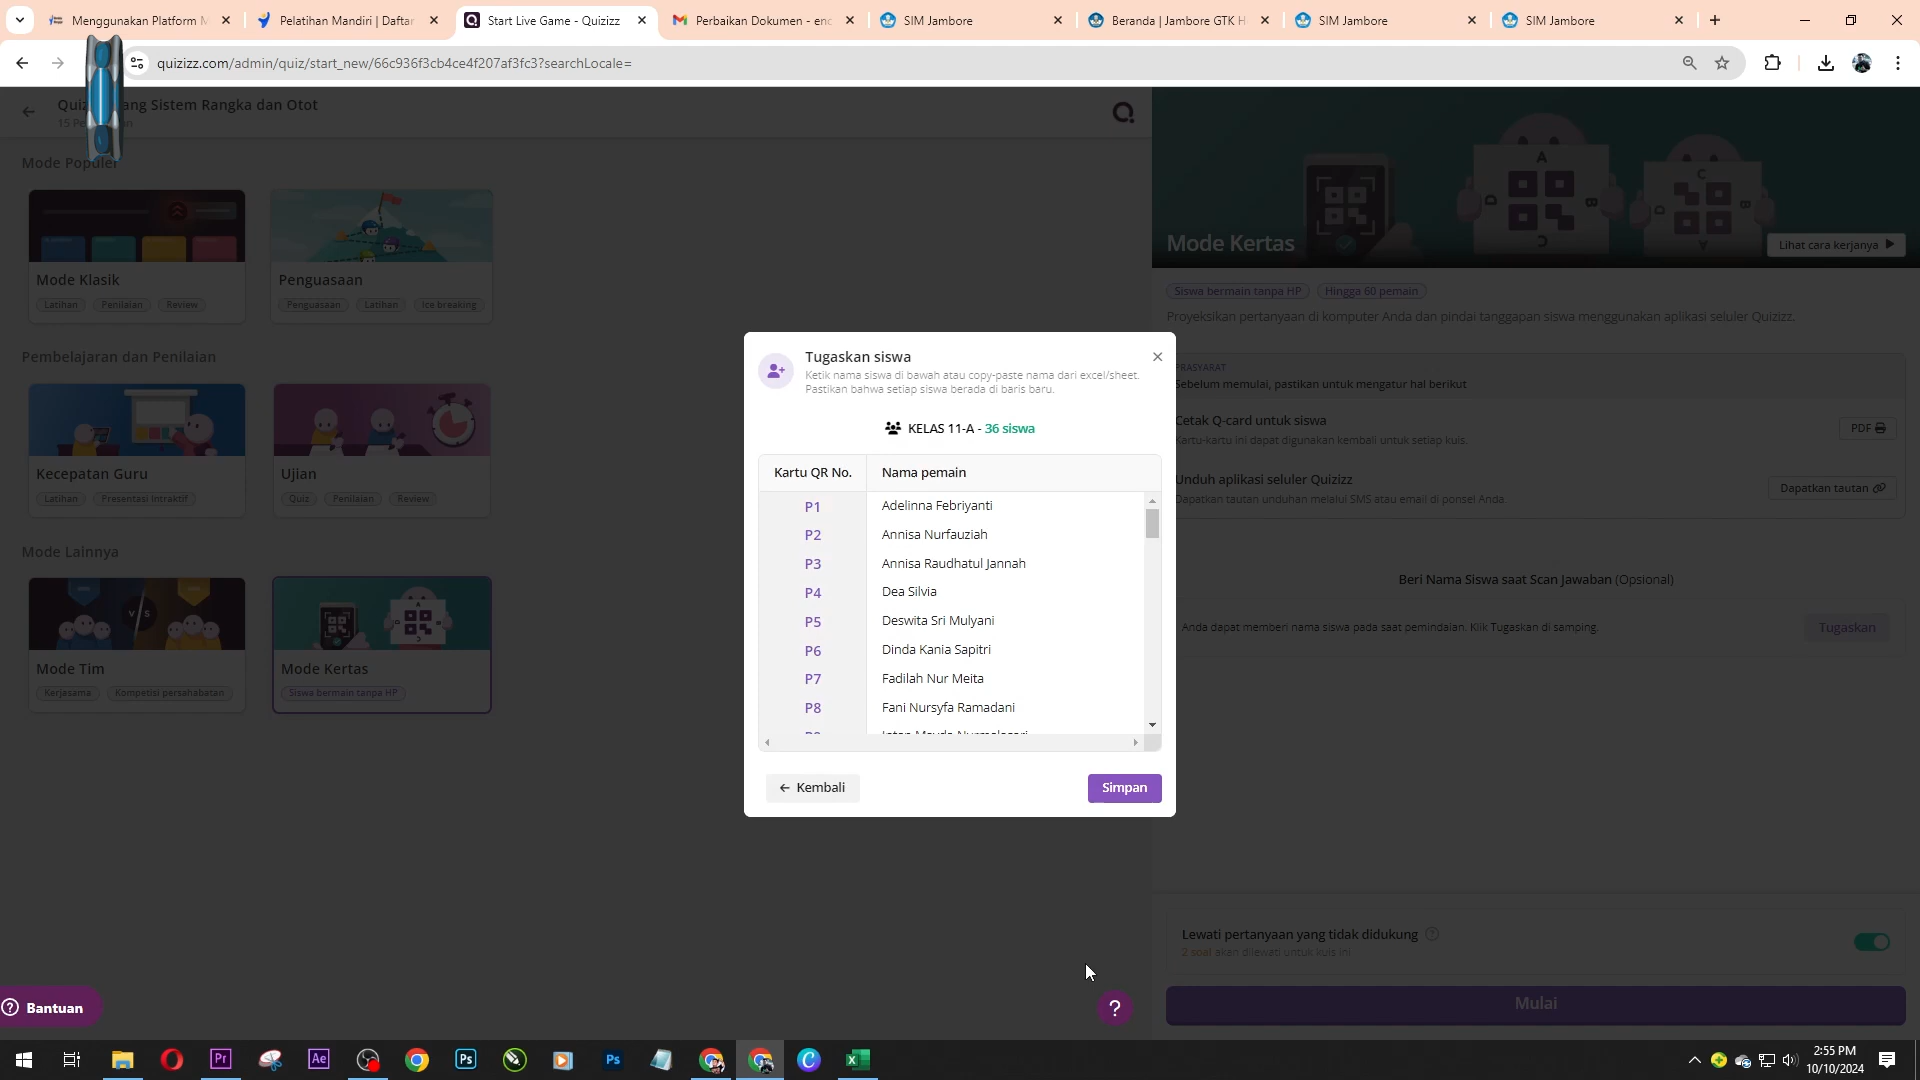 Menggunakan Platform M
Pelatihan Mandiri | Daftar
Start Live Game - Quizizz
Perbaikan Dokumen - enc
SIM Jambore
Beranda | Jambore GTK H
SIM Jambore
SIM Jambore
quizizz.com/admin/quiz/start_new/66c936f3cb4ce4f207af3fc3?searchLocale=
Sistem Rangka dan Otot
Mode Populer
Mode Klasik
Latihan
Penilaian
Review
Penguasaan
Penguasaan
Latihan
Ice breaking
Pembelajaran dan Penilaian
Kecepatan Guru
Latihan
Presentasi Intraktif
Ujian
Quiz
Penilaian
Review
Mode Lainnya
VS
Mode Tim
Kerjasama
Kompetisi persahabatan
Mode Kertas
Siswa bermain tanpa HP
Tugaskan siswa
Ketik nama siswa di bawah atau copy-paste nama dari excel/sheet.
Pastikan bahwa setiap siswa berada di baris baru.
KELAS 11-A - 36 siswa
Kartu QR No. Nama pemain
P1 Adelinna Febriyanti
P2 Annisa Nurfauziah
P3 Annisa Raudhatul Jannah
P4 Dea Silvia
P5 Deswita Sri Mulyani
P6 Dinda Kania Sapitri
P7 Fadilah Nur Meita
P8 Fani Nursyfa Ramadani
Kembali
Simpan
A
D
B
C
C
D
B
A
Mode Kertas
Lihat cara kerjanya
Siswa bermain tanpa HP
Hingga 60 pemain
Proyeksikan pertanyaan di komputer Anda dan pindai tanggapan siswa menggunakan aplikasi seluler Quizizz.
PRASYARAT
Sebelum memulai, pastikan untuk mengatur hal berikut
Cetak Q-card untuk siswa
Kartu-kartu ini dapat digunakan kembali untuk setiap kuis.
PDF
Unduh aplikasi seluler Quizizz
Dapatkan tautan unduhan melalui SMS atau email di ponsel Anda.
Dapatkan tautan
Beri Nama Siswa saat Scan Jawaban (Opsional)
Anda dapat memberi nama siswa pada saat pemindaian. Klik Tugaskan di samping.
Tugaskan
Lewati pertanyaan yang tidak didukung
2 soal akan dilewati untuk kuis ini
Mulai
Bantuan
?
Pr
Ae
Ps
Ps
2:55 PM
10/10/2024